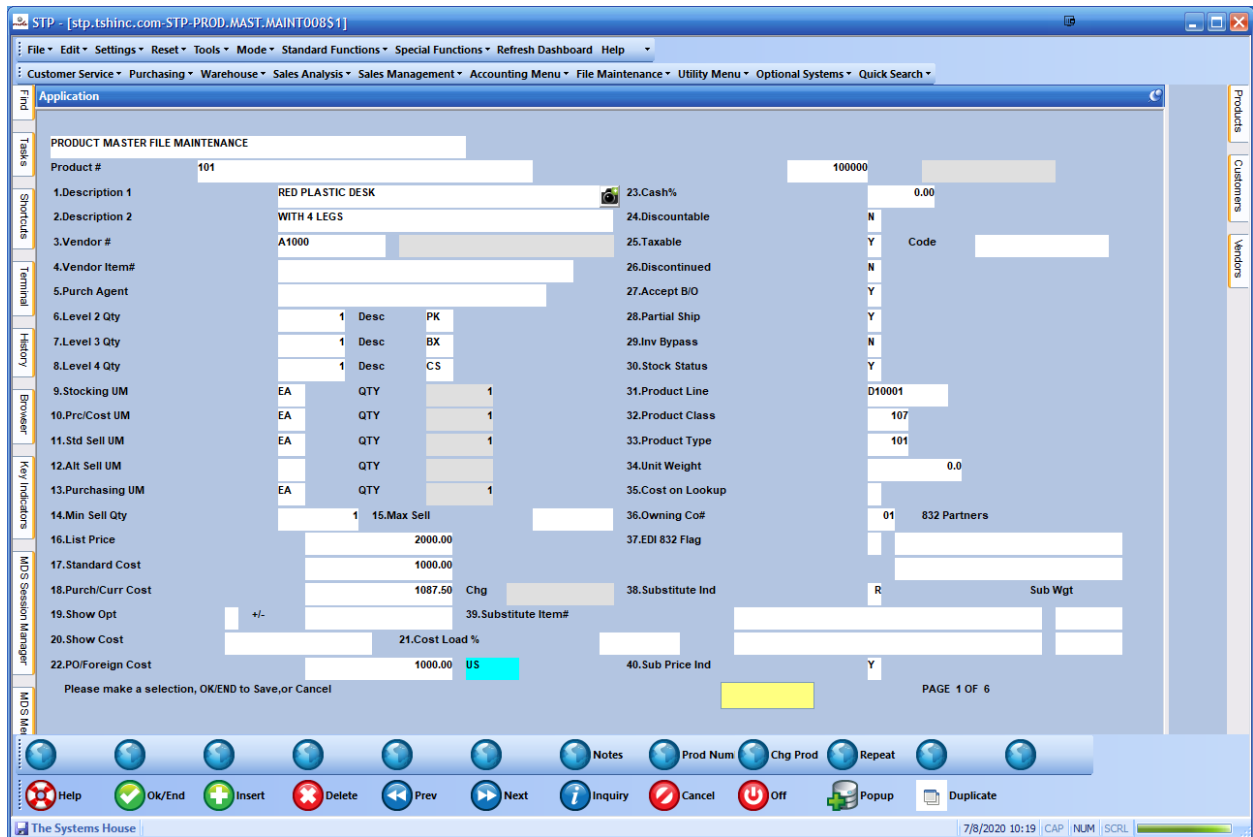 STP - [stp.tshinc.com-STP-PROD.MAST.MAINT008$1]
File Edit Settings Reset Tools Mode Standard Functions Special Functions Refresh Dashboard Help
Customer Service Purchasing Warehouse Sales Analysis Sales Management Accounting Menu File Maintenance Utility Menu Optional Systems Quick Search
Find
Tasks
Shortcuts
Terminal
History
Browser
Key Indicators
MDS Session Manager
MDS Me
Application
PRODUCT MASTER FILE MAINTENANCE
Product # 101 100000
1.Description 1 RED PLASTIC DESK 23.Cash% 0.00
2.Description 2 WITH 4 LEGS 24.Discountable N
3.Vendor # A1000 25.Taxable Y Code
4.Vendor Item# 26.Discontinued N
5.Purch Agent 27.Accept B/O Y
6.Level 2 Qty 1 Desc PK 28.Partial Ship Y
7.Level 3 Qty 1 Desc BX 29.Inv Bypass N
8.Level 4 Qty 1 Desc CS 30.Stock Status Y
9.Stocking UM EA QTY 1 31.Product Line D10001
10.Prc/Cost UM EA QTY 1 32.Product Class 107
11.Std Sell UM EA QTY 1 33.Product Type 101
12.Alt Sell UM QTY 34.Unit Weight 0.0
13.Purchasing UM EA QTY 1 35.Cost on Lookup
14.Min Sell Qty 1 15.Max Sell 36.Owning Co# 01 832 Partners
16.List Price 2000.00 37.EDI 832 Flag
17.Standard Cost 1000.00
18.Purch/Curr Cost 1087.50 Chg 38.Substitute Ind R Sub Wgt
19.Show Opt +/- 39.Substitute Item#
20.Show Cost 21.Cost Load %
22.PO/Foreign Cost 1000.00 US 40.Sub Price Ind Y
Please make a selection, OK/END to Save,or Cancel PAGE 1 OF 6
Products
Customers
Vendors
Notes Prod Num Chg Prod Repeat
Help Ok/End Insert Delete Prev Next Inquiry Cancel Off Popup Duplicate
The Systems House 7/8/2020 10:19 CAP NUM SCRL